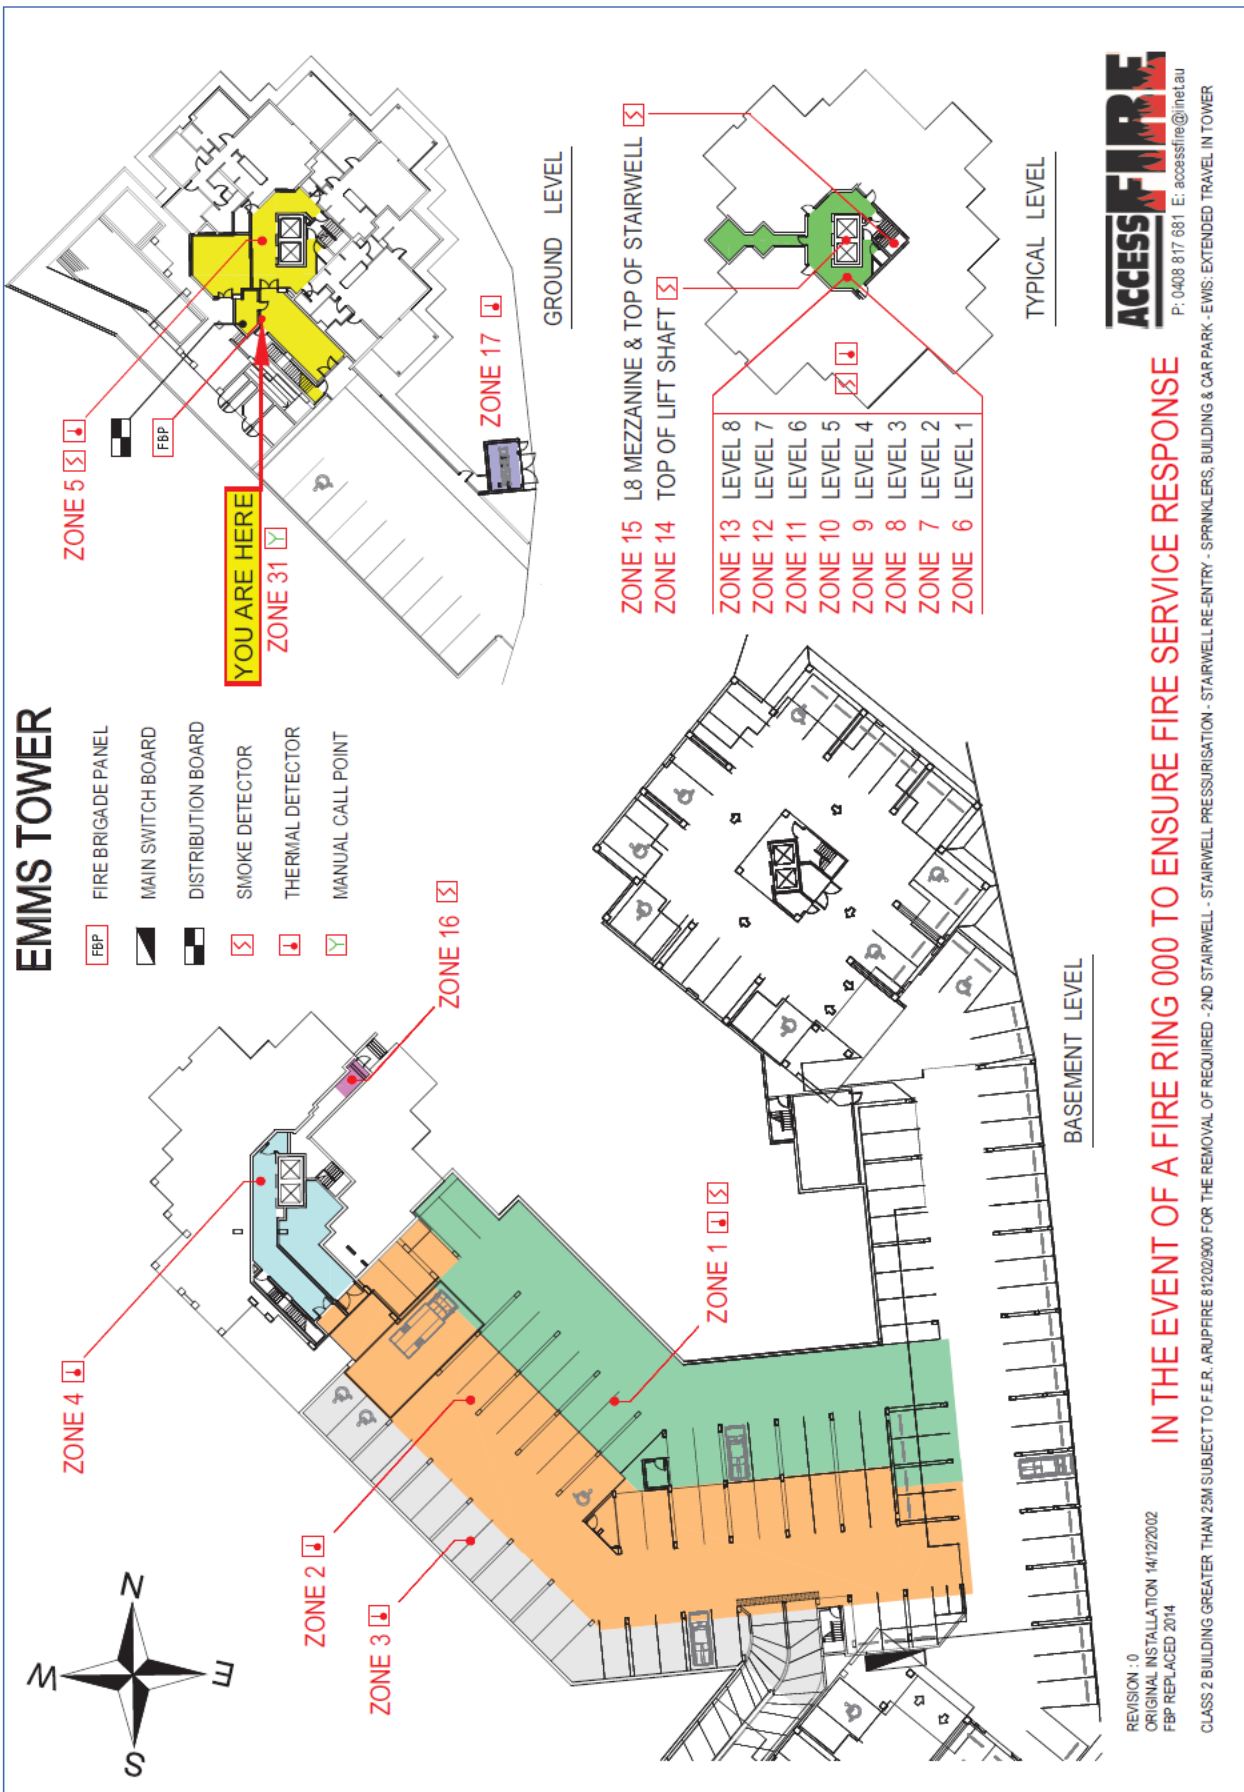 EMMS TOWER
FBP FIRE BRIGADE PANEL
MAIN SWITCH BOARD
DISTRIBUTION BOARD
SMOKE DETECTOR
THERMAL DETECTOR
Y MANUAL CALL POINT
N
W
E
S
ZONE 4
ZONE 2
ZONE 3
ZONE 16
ZONE 1
BASEMENT LEVEL
ZONE 5
FBP
YOU ARE HERE
ZONE 31 Y
ZONE 17
GROUND LEVEL
ZONE 15 L8 MEZZANINE & TOP OF STAIRWELL
ZONE 14 TOP OF LIFT SHAFT
ZONE 13 LEVEL 8
ZONE 12 LEVEL 7
ZONE 11 LEVEL 6
ZONE 10 LEVEL 5
ZONE 9 LEVEL 4
ZONE 8 LEVEL 3
ZONE 7 LEVEL 2
ZONE 6 LEVEL 1
TYPICAL LEVEL
REVISION : 0
ORIGINAL INSTALLATION 14/12/2002
FBP REPLACED 2014
IN THE EVENT OF A FIRE RING 000 TO ENSURE FIRE SERVICE RESPONSE
ACCESS FIRE
P: 0408 817 681 E: accessfire@iinet.au
CLASS 2 BUILDING GREATER THAN 25M SUBJECT TO F.E.R. ARUPFIRE 81202/900 FOR THE REMOVAL OF REQUIRED - 2ND STAIRWELL - STAIRWELL PRESSURISATION - STAIRWELL RE-ENTRY - SPRINKLERS, BUILDING & CAR PARK - EWIS: EXTENDED TRAVEL IN TOWER